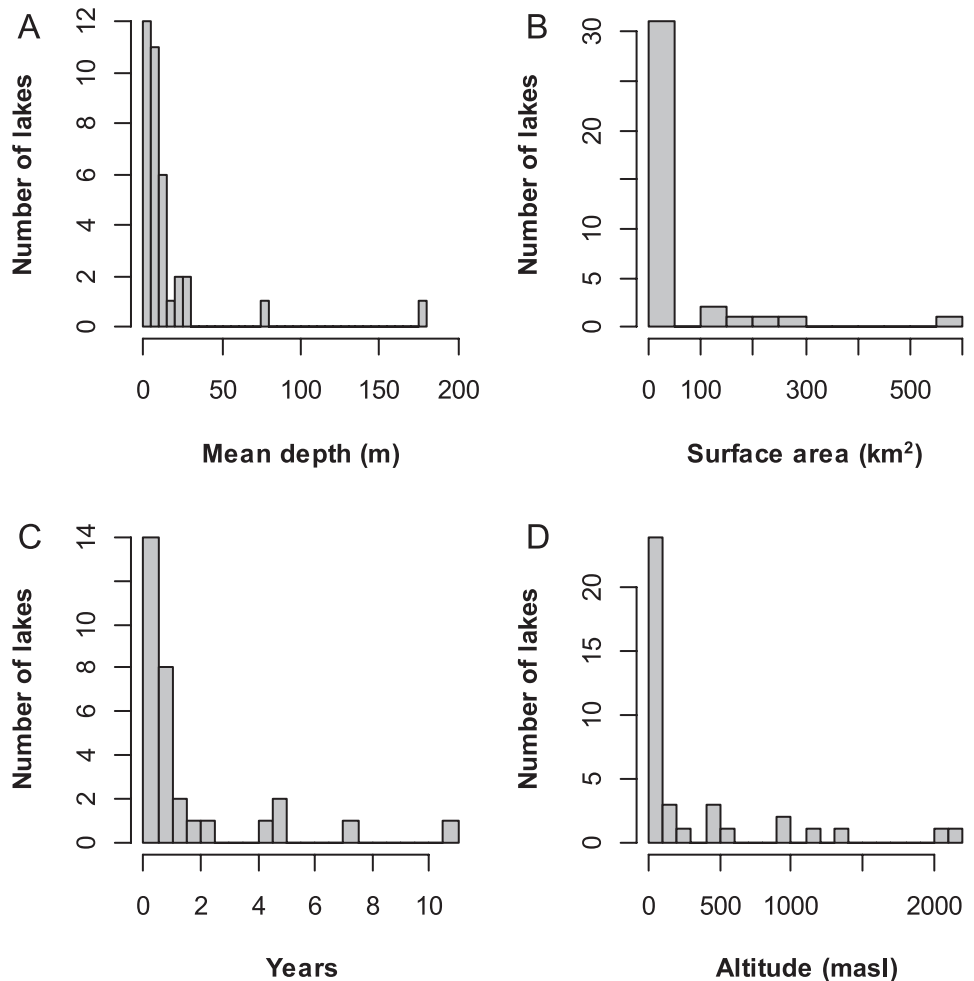 A
Number of lakes
12
10
8
6
4
2
0
0 50 100 150 200
Mean depth (m)
B
Number of lakes
30
20
10
5
0
0 100 300 500
Surface area (km²)
C
Number of lakes
14
10
8
6
4
2
0
0 2 4 6 8 10
Years
D
Number of lakes
20
15
10
5
0
0 500 1000 2000
Altitude (masl)